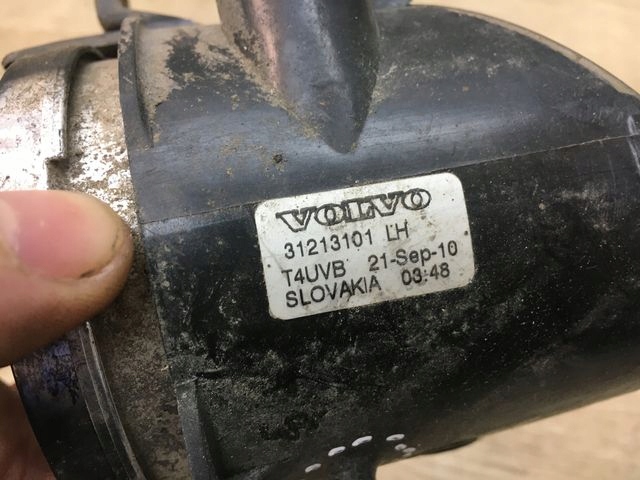 VOLVO
31213101 LH
T4UVB 21-Sep-10
SLOVAKIA 03:48